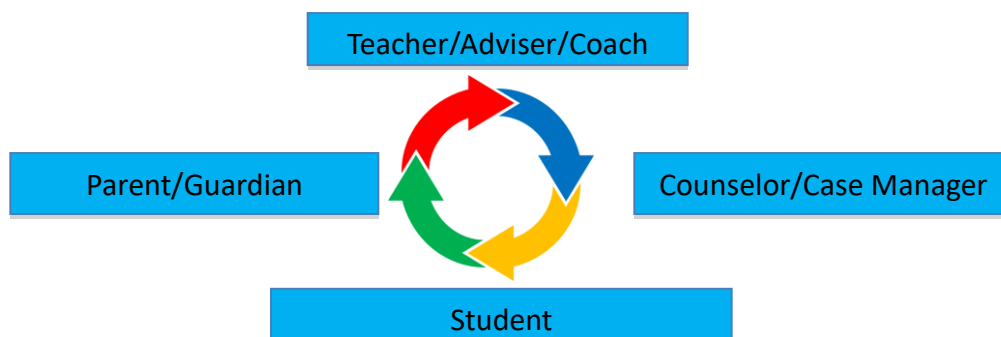 Teacher/Adviser/Coach
Parent/Guardian
Counselor/Case Manager
Student